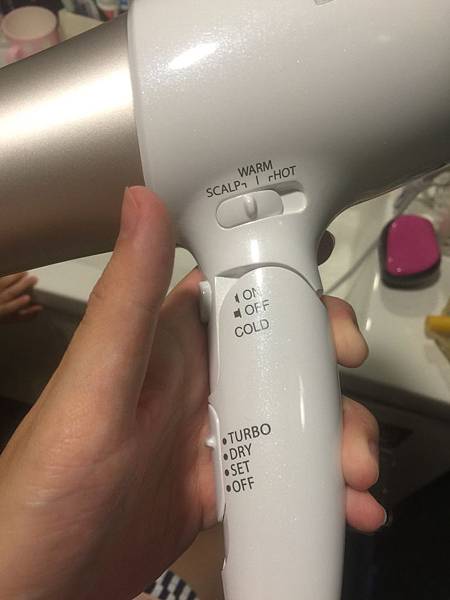 WARM
SCALP HOT
ON
OFF
COLD
•TURBO
•DRY
•SET
•OFF